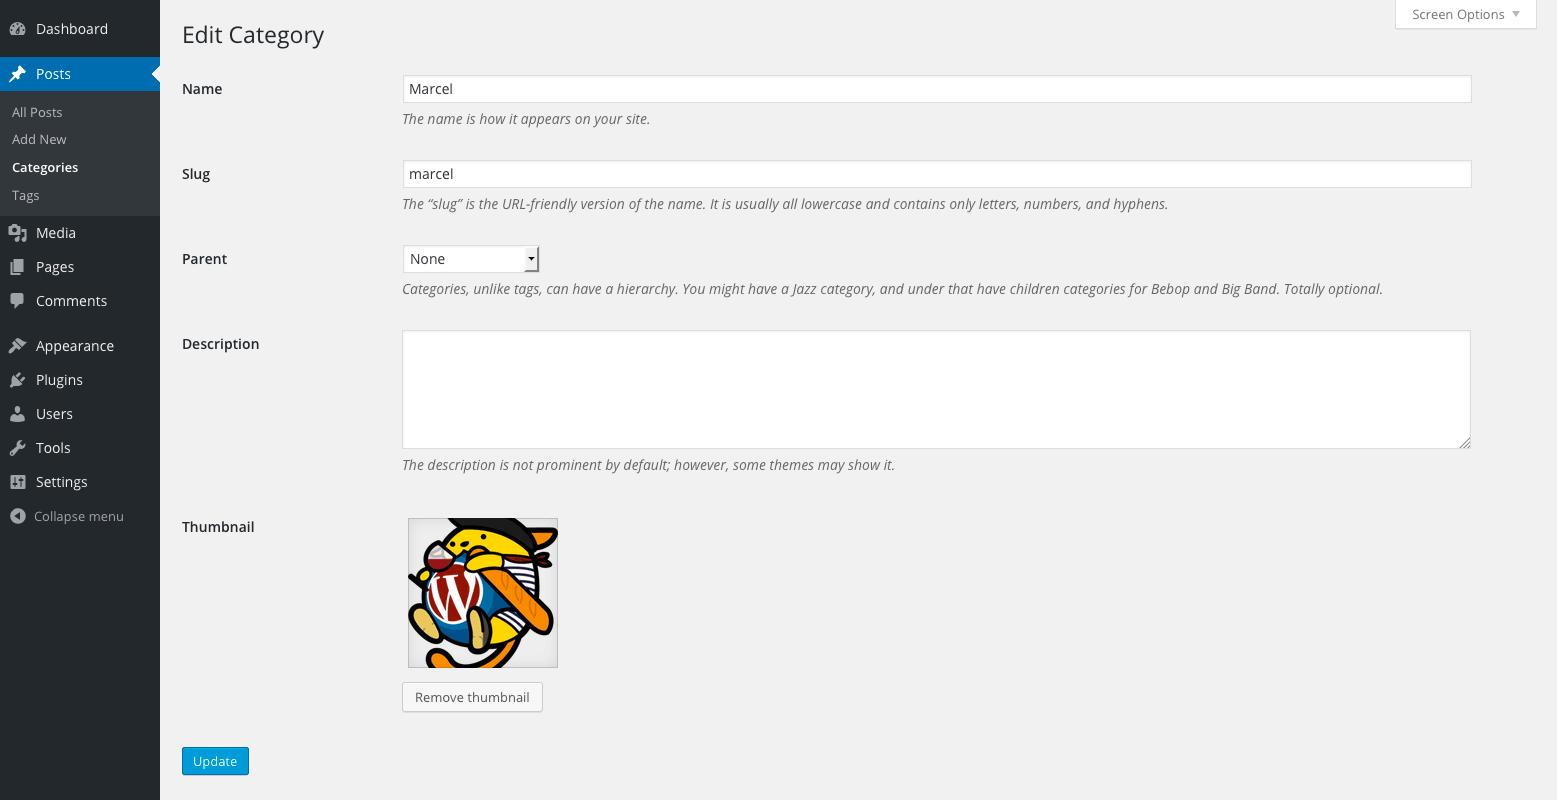 Dashboard
Posts
All Posts
Add New
Categories
Tags
Media
Pages
Comments
Appearance
Plugins
Users
Tools
Settings
Collapse menu
Screen Options
Edit Category
Name
Marcel
The name is how it appears on your site.
Slug
marcel
The “slug” is the URL-friendly version of the name. It is usually all lowercase and contains only letters, numbers, and hyphens.
Parent
None
Categories, unlike tags, can have a hierarchy. You might have a Jazz category, and under that have children categories for Bebop and Big Band. Totally optional.
Description
The description is not prominent by default; however, some themes may show it.
Thumbnail
W
Remove thumbnail
Update